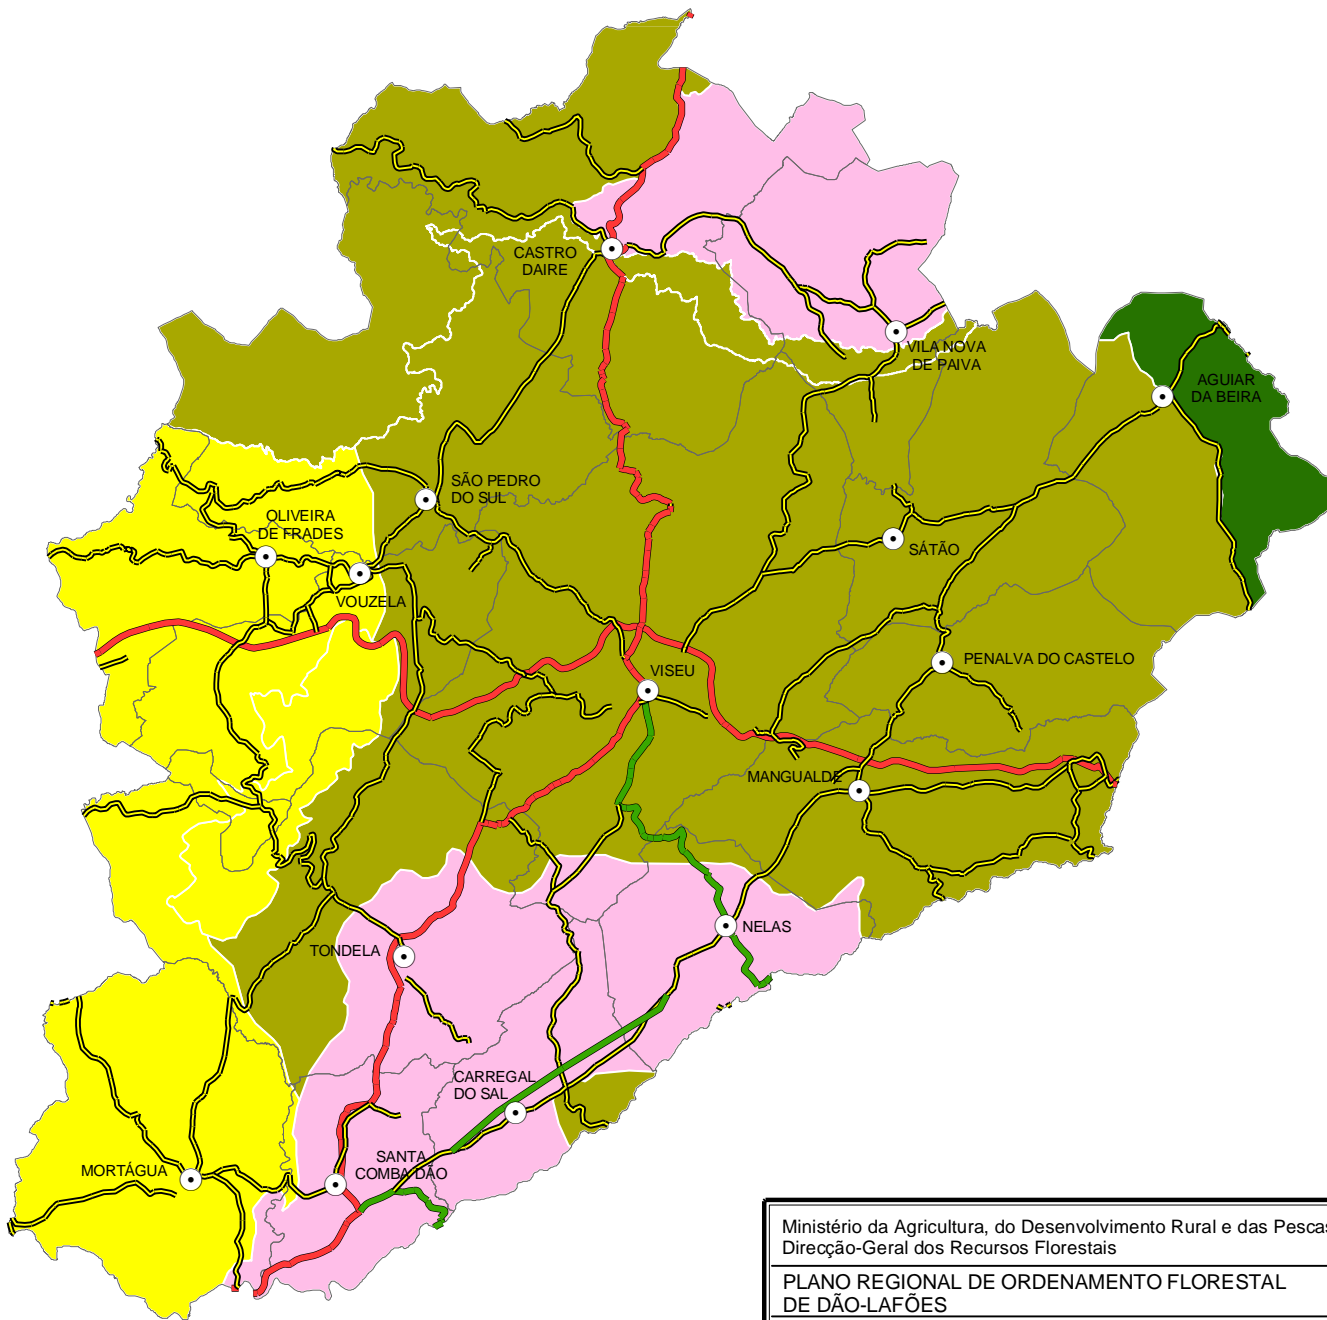 CASTRO
DAIRE
VILA NOVA
DE PAIVA
AGUIAR
DA BEIRA
SÃO PEDRO
DO SUL
OLIVEIRA
DE FRADES
SÁTÃO
VOUZELA
PENALVA DO CASTELO
VISEU
MANGUALDE
NELAS
TONDELA
CARREGAL
DO SAL
SANTA
COMBA DÃO
MORTÁGUA
Ministério da Agricultura, do Desenvolvimento Rural e das Pescas
Direcção-Geral dos Recursos Florestais
PLANO REGIONAL DE ORDENAMENTO FLORESTAL
DE DÃO-LAFÕES